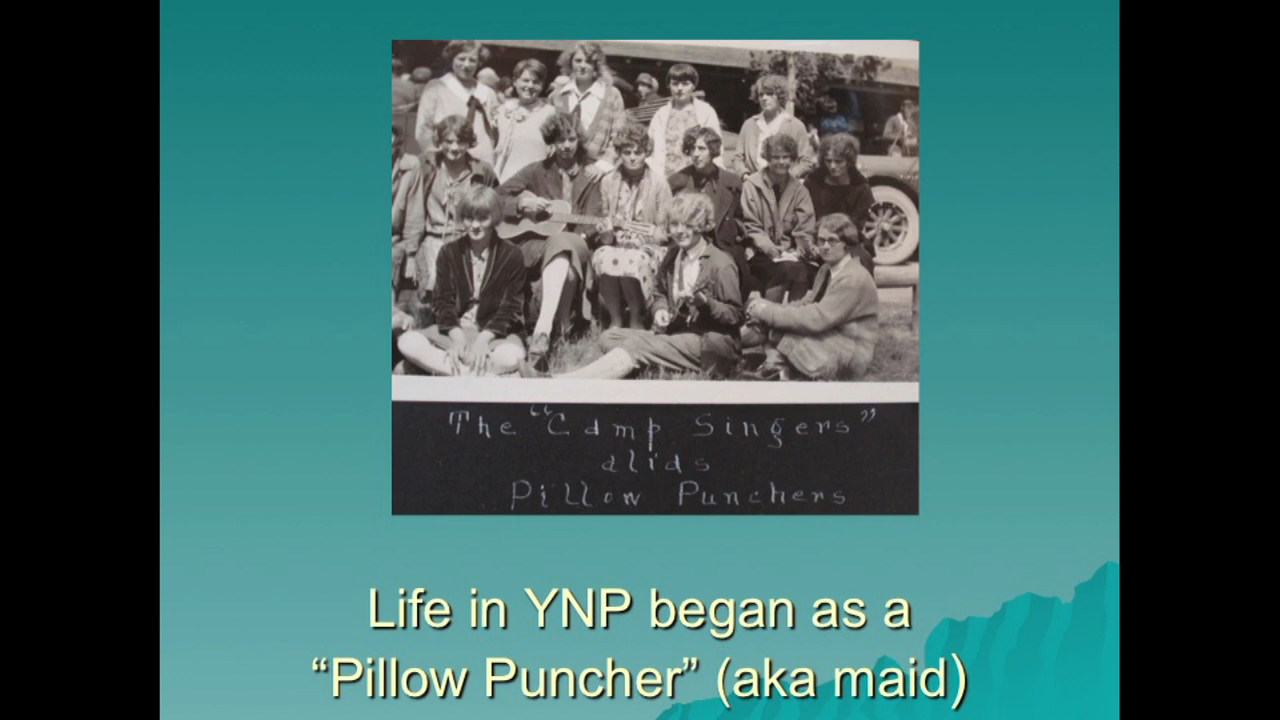 The “Camp Singers”
alias
Pillow Punchers
Life in YNP began as a
“Pillow Puncher” (aka maid)